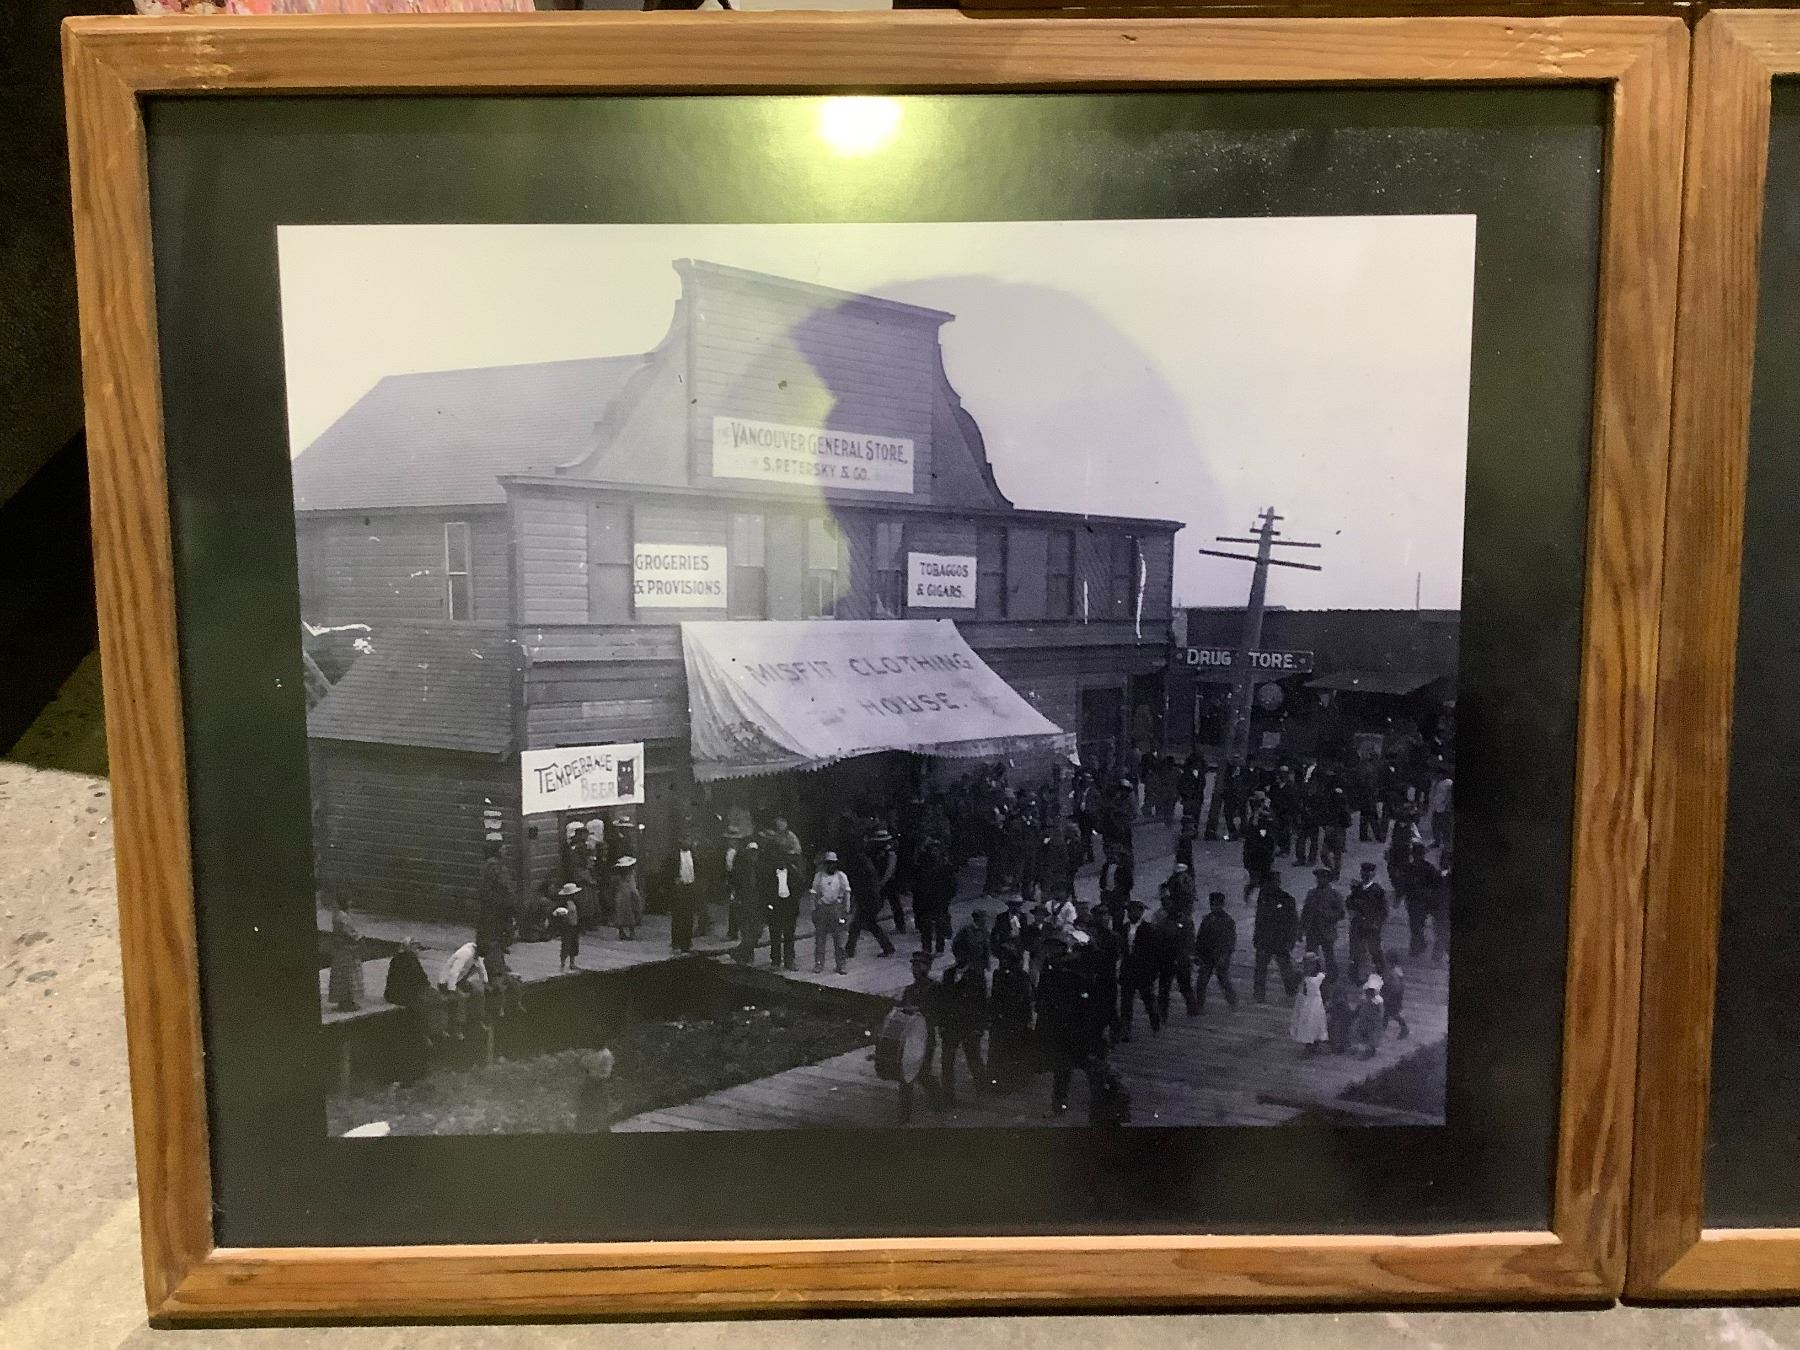 VANCOUVER GENERAL STORE.
S. PETERSKY & CO.
GROCERIES
& PROVISIONS.
TOBACCOS
& CIGARS.
MISFIT CLOTHING
HOUSE.
DRUG TORE.
TEMPERANCE
BEER